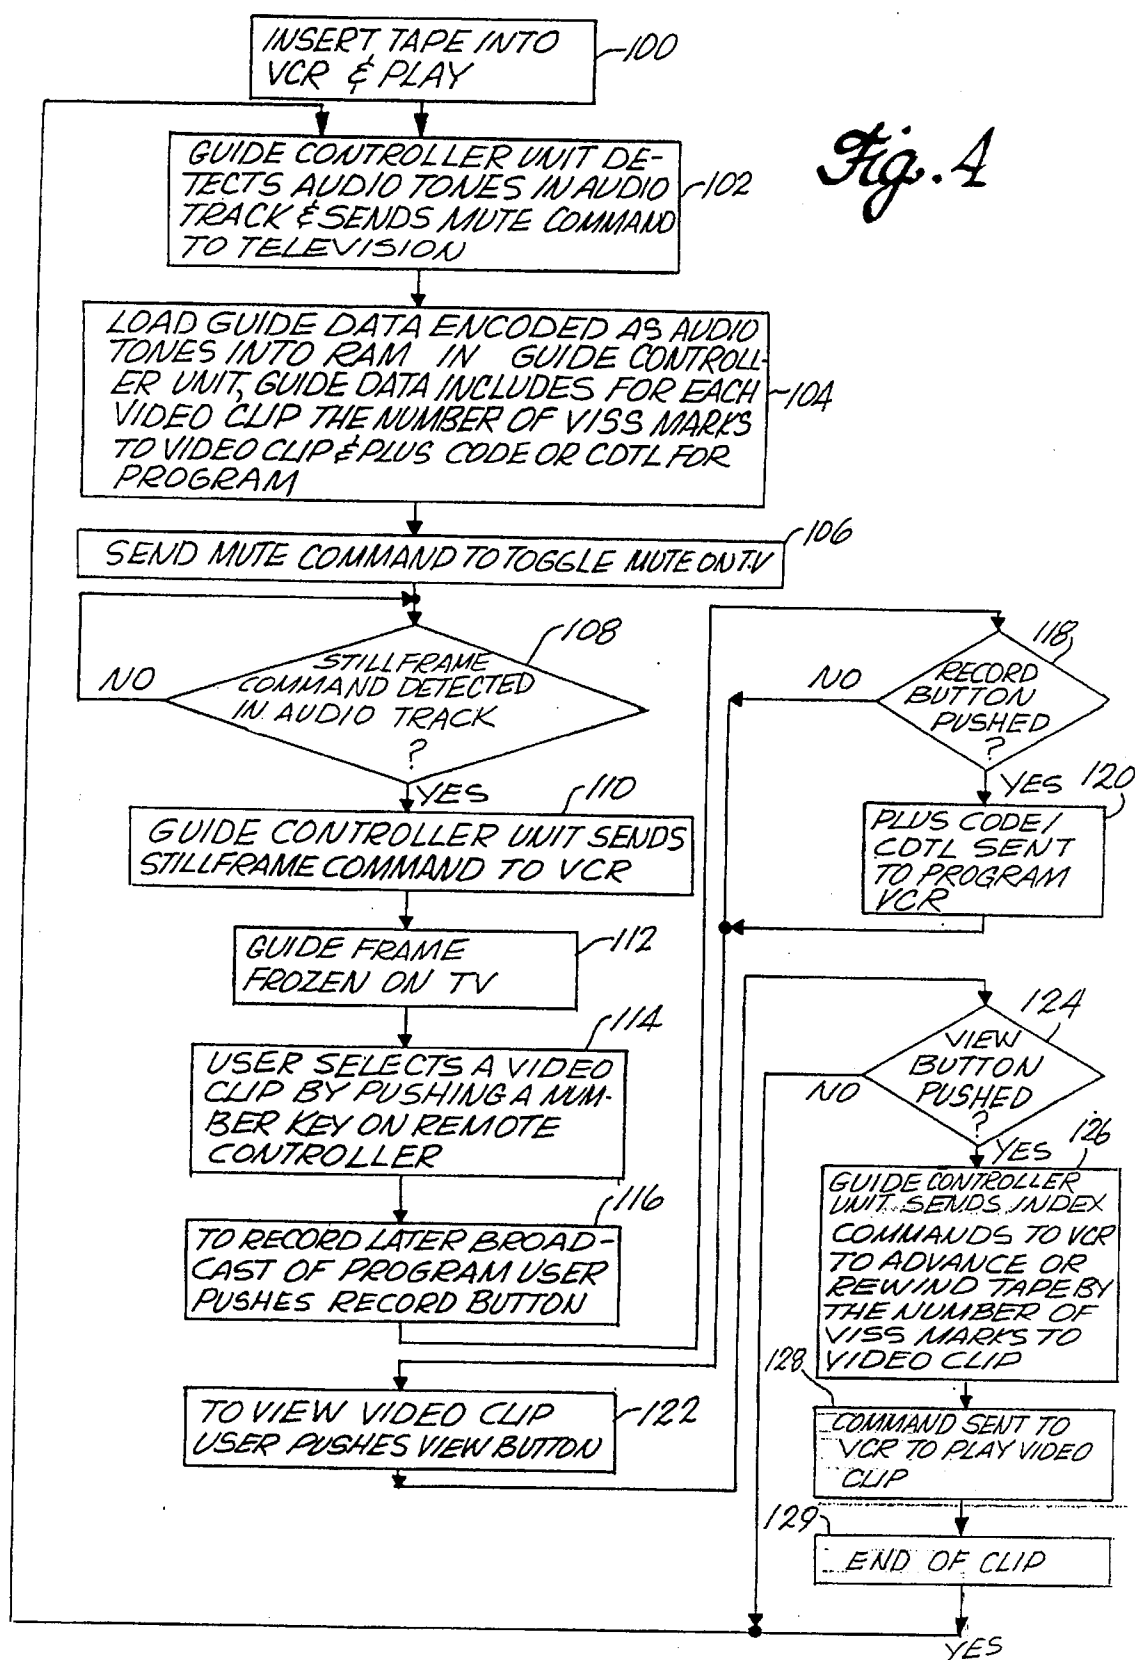 INSERT TAPE INTO
VCR & PLAY
100
Fig. 4
GUIDE CONTROLLER UNIT DE-
TECTS AUDIO TONES IN AUDIO
TRACK & SENDS MUTE COMMAND
TO TELEVISION
102
LOAD GUIDE DATA ENCODED AS AUDIO
TONES INTO RAM IN GUIDE CONTROLL-
ER UNIT, GUIDE DATA INCLUDES FOR EACH
VIDEO CLIP THE NUMBER OF VISS MARKS
TO VIDEO CLIP & PLUS CODE OR CDTL FOR
PROGRAM
104
SEND MUTE COMMAND TO TOGGLE MUTE ON T.V
106
STILLFRAME
COMMAND DETECTED
IN AUDIO TRACK
?
108
NO
YES
GUIDE CONTROLLER UNIT SENDS
STILLFRAME COMMAND TO VCR
110
GUIDE FRAME
FROZEN ON TV
112
USER SELECTS A VIDEO
CLIP BY PUSHING A NUM-
BER KEY ON REMOTE
CONTROLLER
114
TO RECORD LATER BROAD-
CAST OF PROGRAM USER
PUSHES RECORD BUTTON
116
RECORD
BUTTON
PUSHED
?
118
NO
YES
PLUS CODE/
CDTL SENT
TO PROGRAM
VCR
120
TO VIEW VIDEO CLIP
USER PUSHES VIEW BUTTON
122
VIEW
BUTTON
PUSHED
?
124
NO
YES
GUIDE CONTROLLER
UNIT SENDS INDEX
COMMANDS TO VCR
TO ADVANCE OR
REWIND TAPE BY
THE NUMBER OF
VISS MARKS TO
VIDEO CLIP
126
COMMAND SENT TO
VCR TO PLAY VIDEO
CLIP
128
END OF CLIP
129
YES